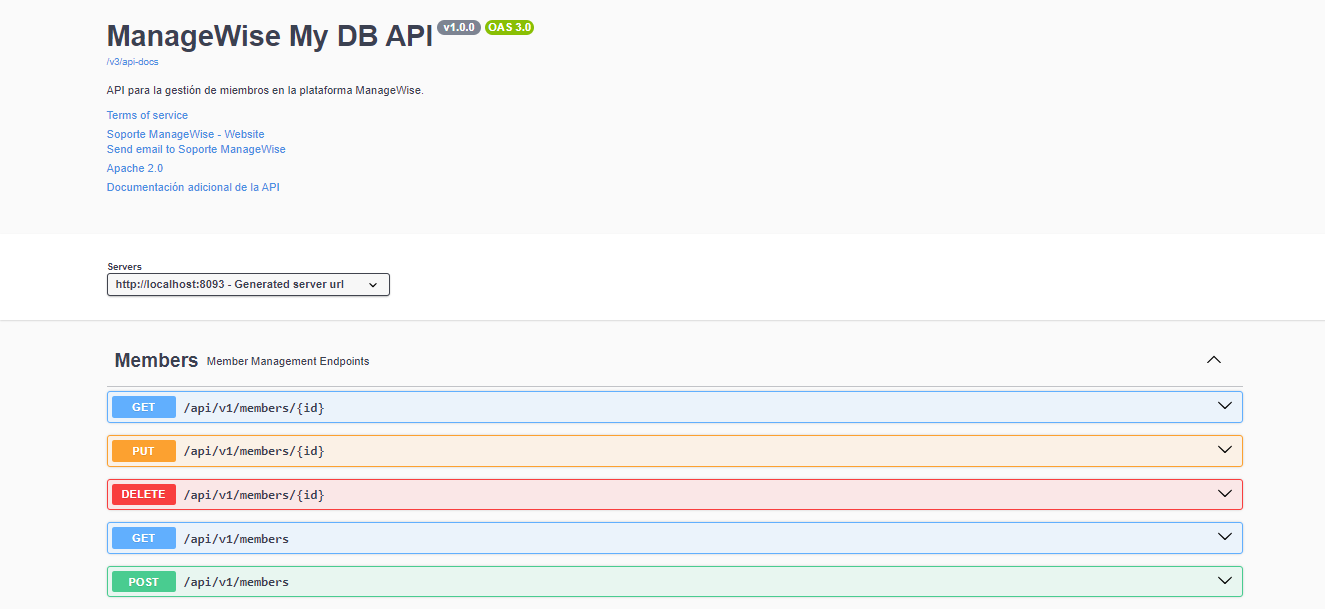 ManageWise My DB API v1.0.0 OAS 3.0
/v3/api-docs
API para la gestión de miembros en la plataforma ManageWise.
Terms of service
Soporte ManageWise - Website
Send email to Soporte ManageWise
Apache 2.0
Documentación adicional de la API
Servers
http://localhost:8093 - Generated server url
Members Member Management Endpoints
GET /api/v1/members/{id}
PUT /api/v1/members/{id}
DELETE /api/v1/members/{id}
GET /api/v1/members
POST /api/v1/members